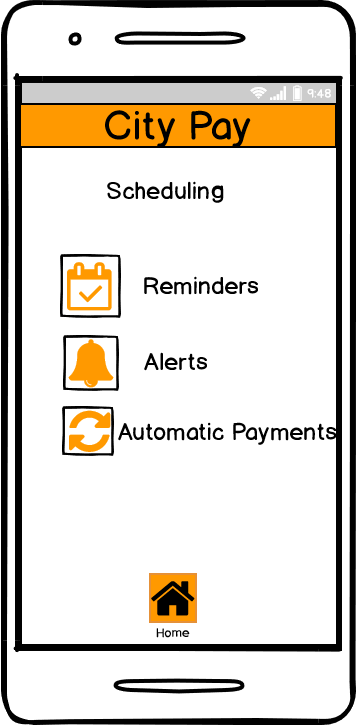 9:48
City Pay
Scheduling
Reminders
Alerts
Automatic Payments
Home